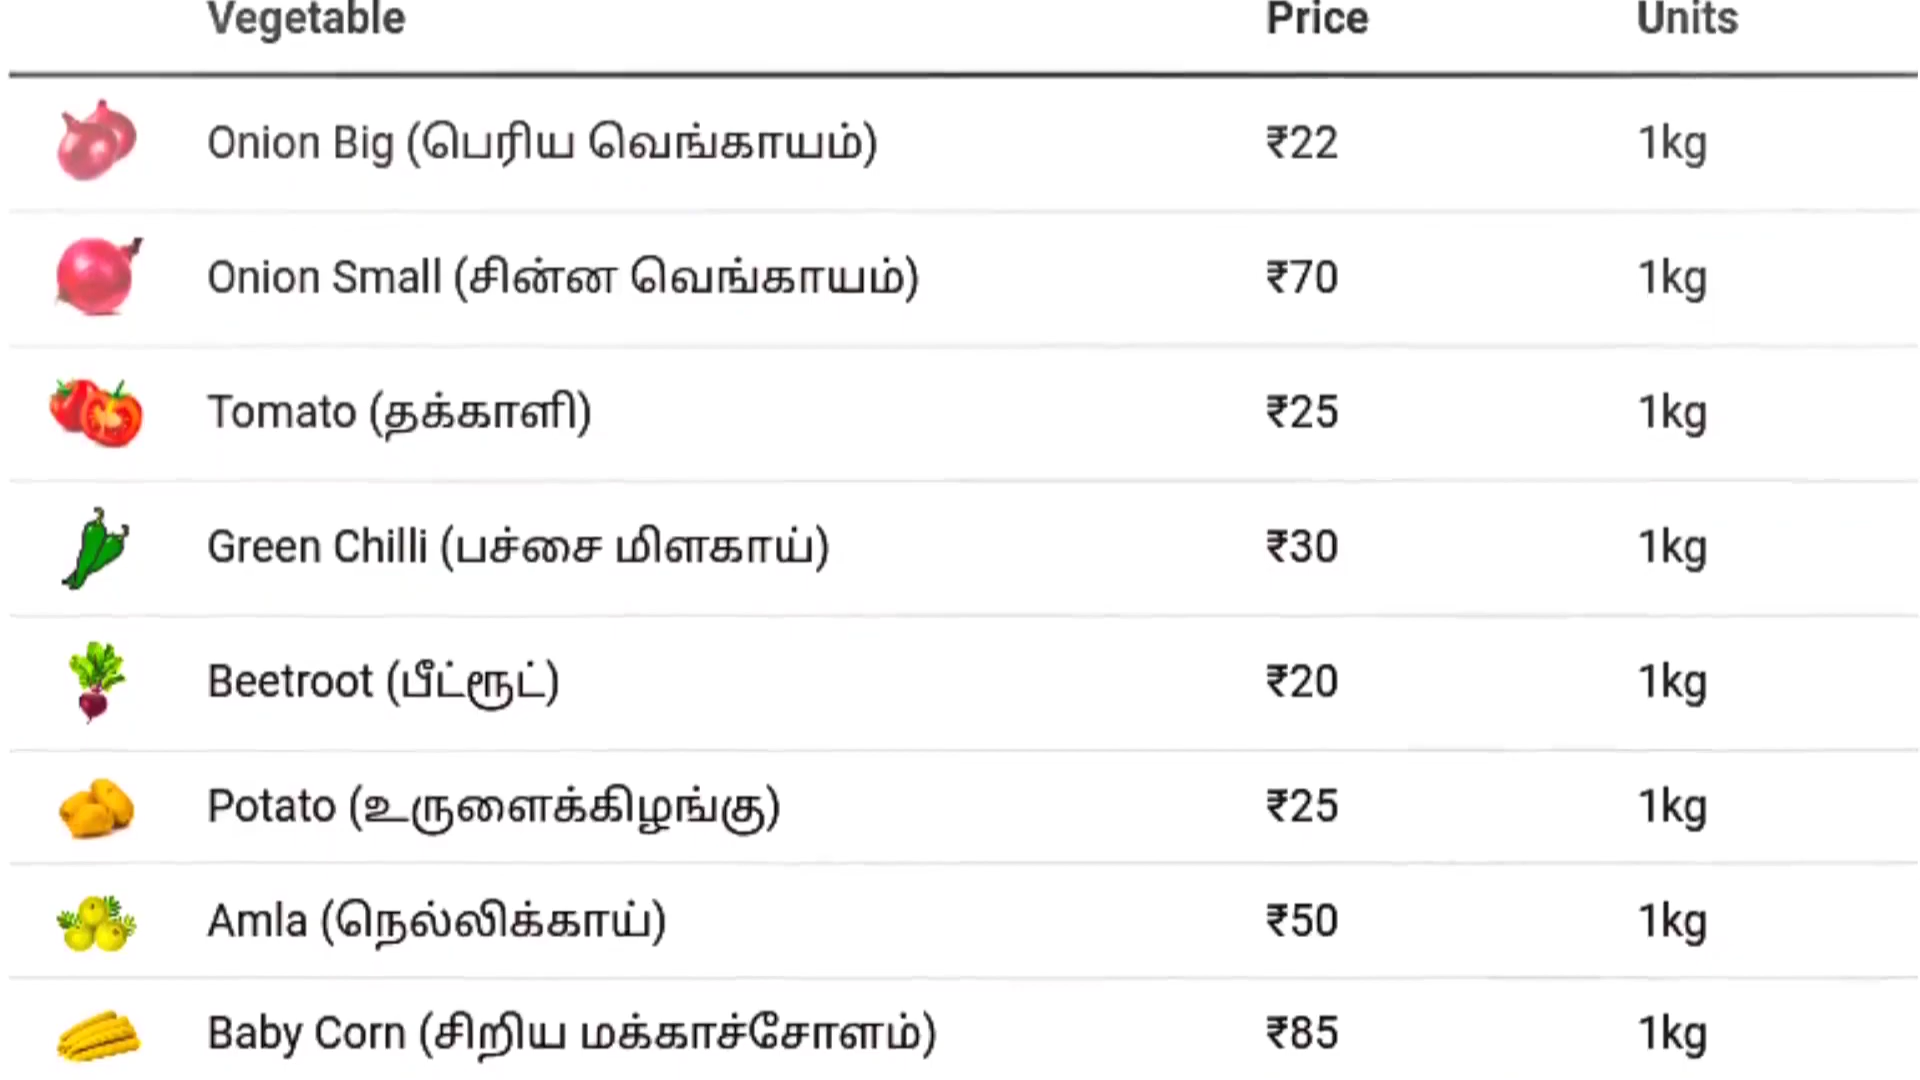 Vegetable Price Units
Onion Big (பெரிய வெங்காயம்) ₹22 1kg
Onion Small (சின்ன வெங்காயம்) ₹70 1kg
Tomato (தக்காளி) ₹25 1kg
Green Chilli (பச்சை மிளகாய்) ₹30 1kg
Beetroot (பீட்ரூட்) ₹20 1kg
Potato (உருளைக்கிழங்கு) ₹25 1kg
Amla (நெல்லிக்காய்) ₹50 1kg
Baby Corn (சிறிய மக்காச்சோளம்) ₹85 1kg